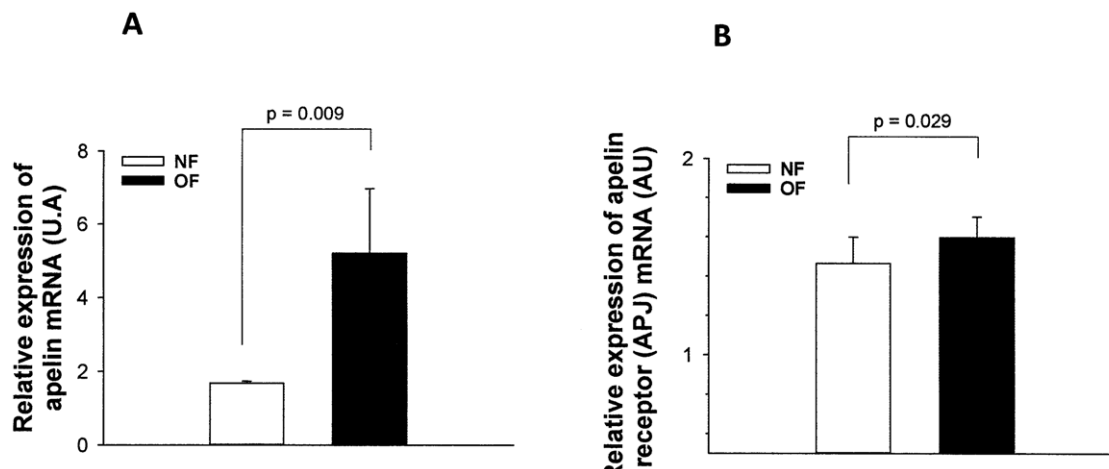 A
p = 0.009
NF
OF
8
6
4
2
0
Relative expression of
apelin mRNA (U.A)
B
p = 0.029
NF
OF
2
1
Relative expression of apelin
receptor (APJ) mRNA (AU)